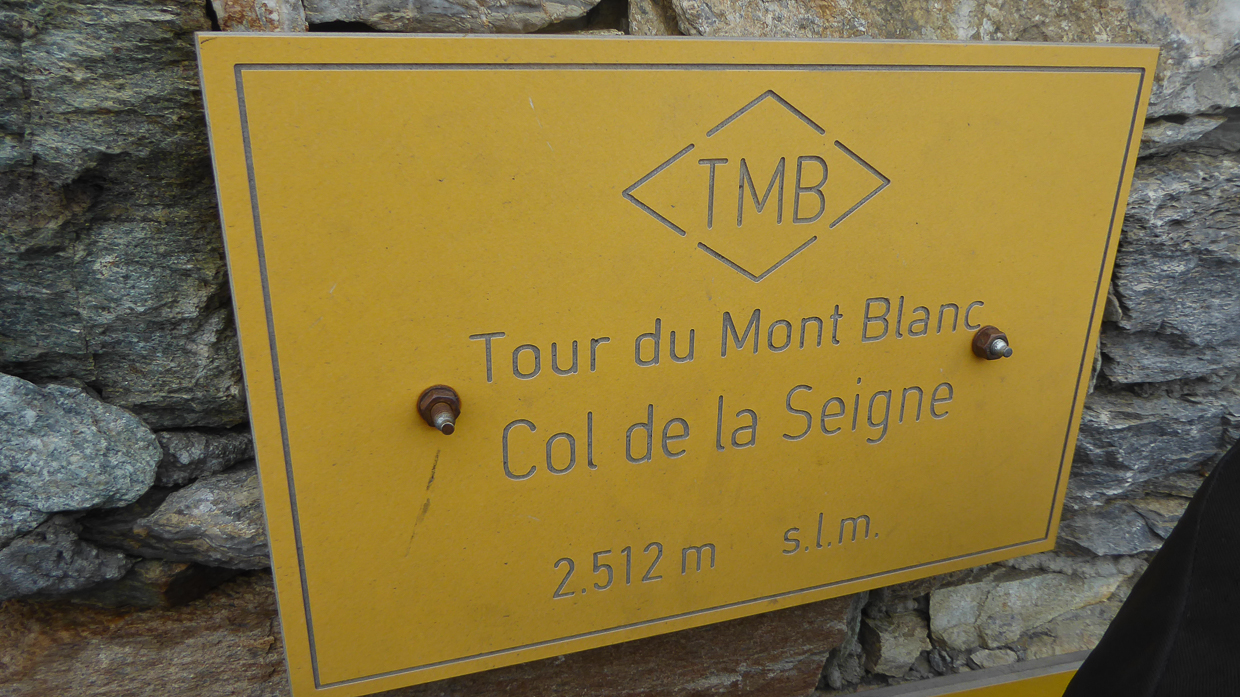 TMB
Tour du Mont Blanc
Col de la Seigne
2.512 m s.l.m.